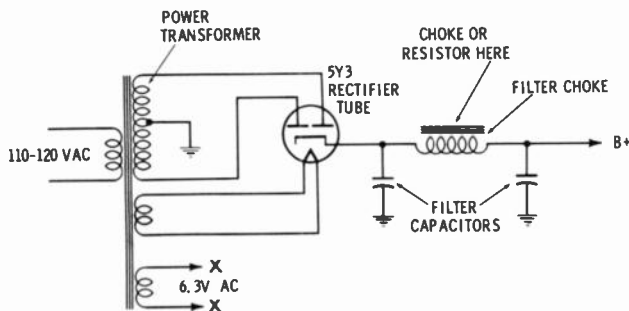 POWER
TRANSFORMER
5Y3
RECTIFIER
TUBE
CHOKE OR
RESISTOR HERE
FILTER CHOKE
110-120 VAC
B+
FILTER
CAPACITORS
X
6.3V AC
X